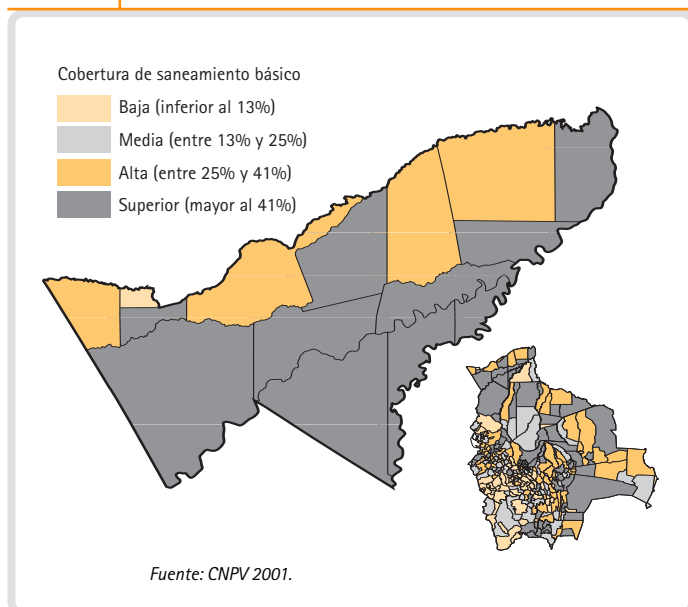 Cobertura de saneamiento básico
Baja (inferior al 13%)
Media (entre 13% y 25%)
Alta (entre 25% y 41%)
Superior (mayor al 41%)
Fuente: CNPV 2001.